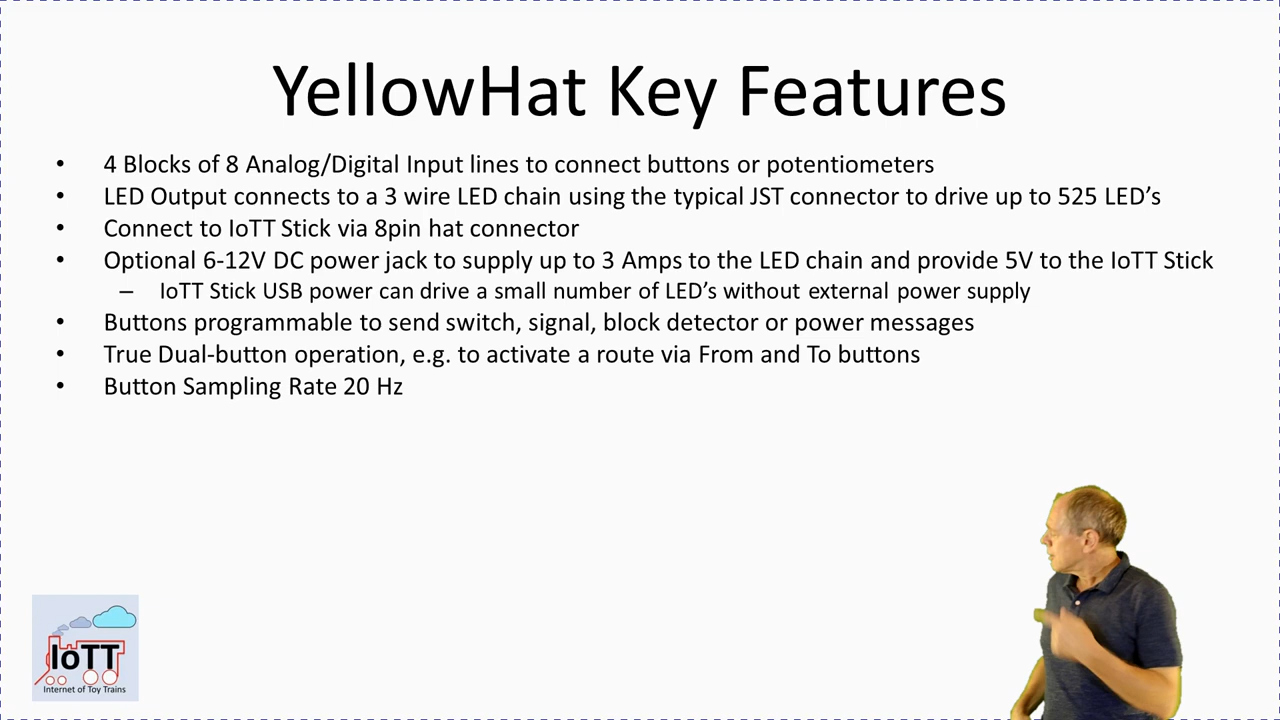 YellowHat Key Features
• 4 Blocks of 8 Analog/Digital Input lines to connect buttons or potentiometers
• LED Output connects to a 3 wire LED chain using the typical JST connector to drive up to 525 LED’s
• Connect to IoTT Stick via 8pin hat connector
• Optional 6-12V DC power jack to supply up to 3 Amps to the LED chain and provide 5V to the IoTT Stick
– IoTT Stick USB power can drive a small number of LED’s without external power supply
• Buttons programmable to send switch, signal, block detector or power messages
• True Dual-button operation, e.g. to activate a route via From and To buttons
• Button Sampling Rate 20 Hz
IoTT
Internet of Toy Trains